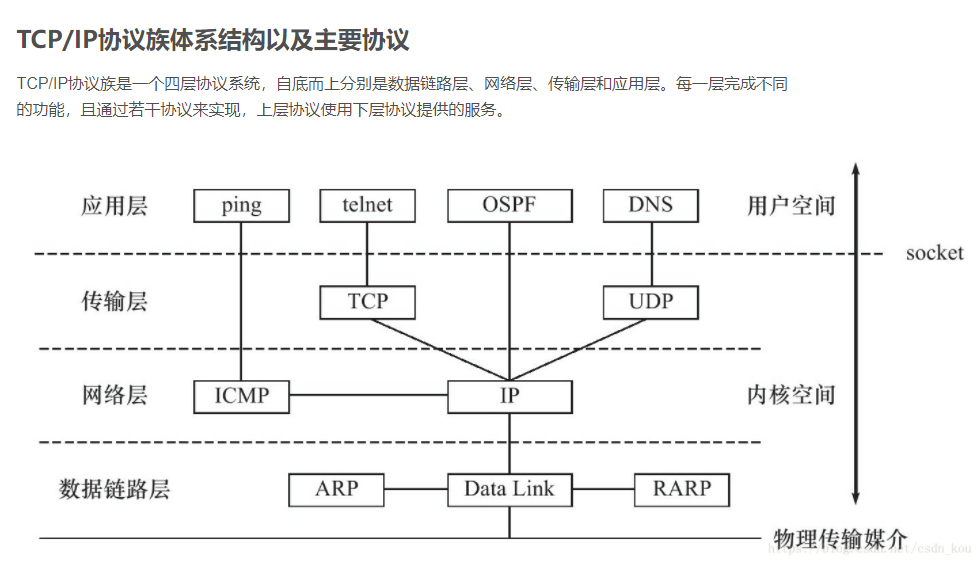 TCP/IP协议族体系结构以及主要协议
TCP/IP协议族是一个四层协议系统，自底而上分别是数据链路层、网络层、传输层和应用层。每一层完成不同
的功能，且通过若干协议来实现，上层协议使用下层协议提供的服务。
应用层 ping telnet OSPF DNS 用户空间
socket
传输层 TCP UDP
网络层 ICMP IP 内核空间
数据链路层 ARP Data Link RARP
物理传输媒介